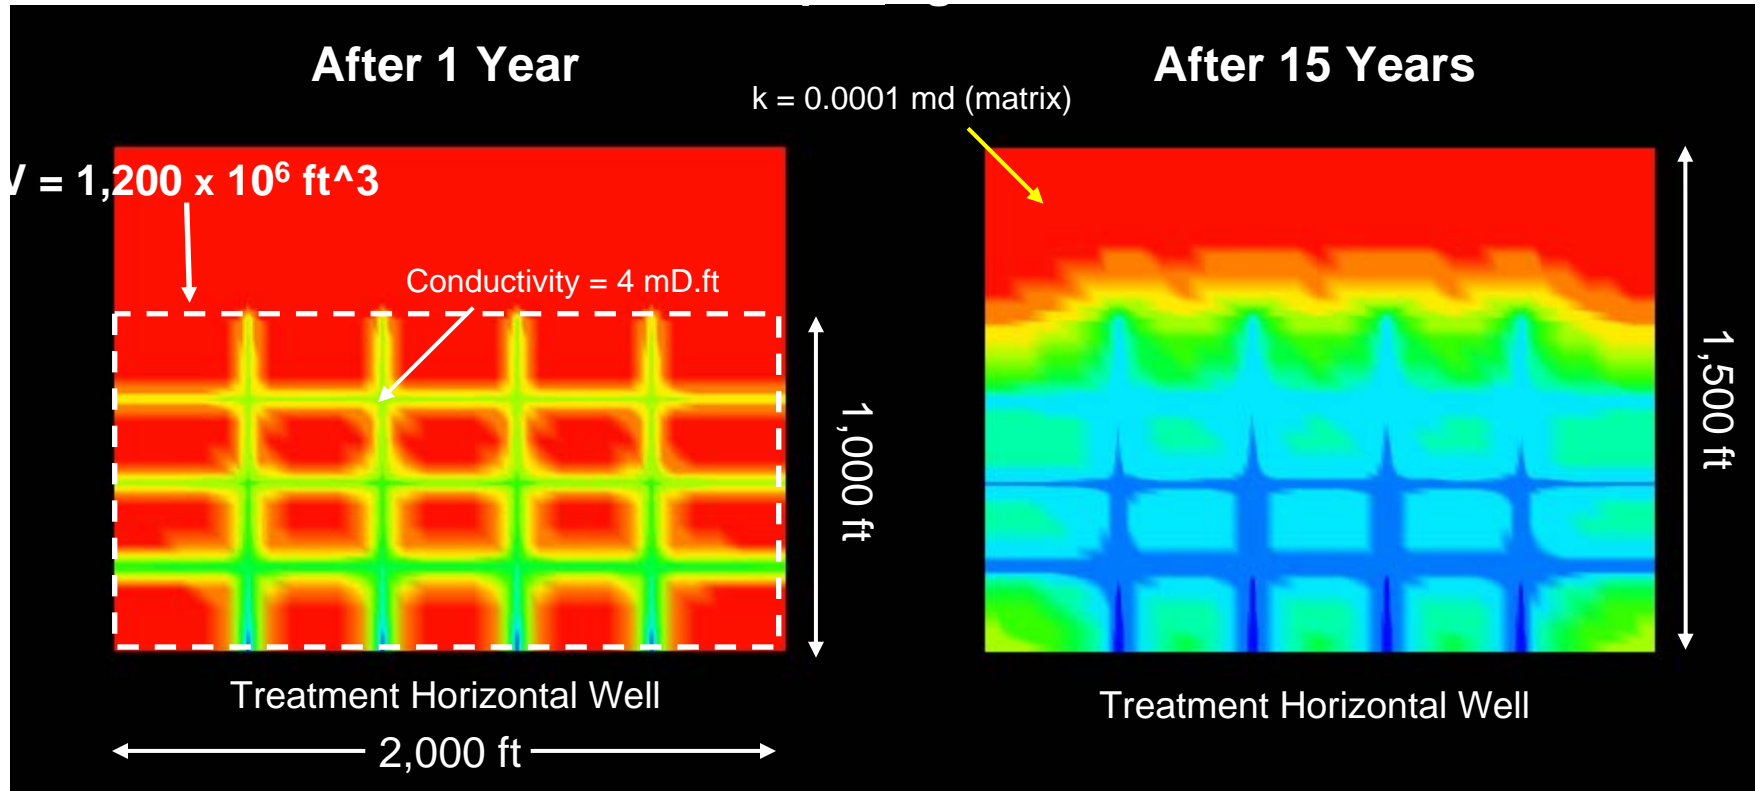 After 1 Year
After 15 Years
k = 0.0001 md (matrix)
V = 1,200 x 10⁶ ft^3
Conductivity = 4 mD.ft
1,000 ft
1,500 ft
Treatment Horizontal Well
Treatment Horizontal Well
2,000 ft